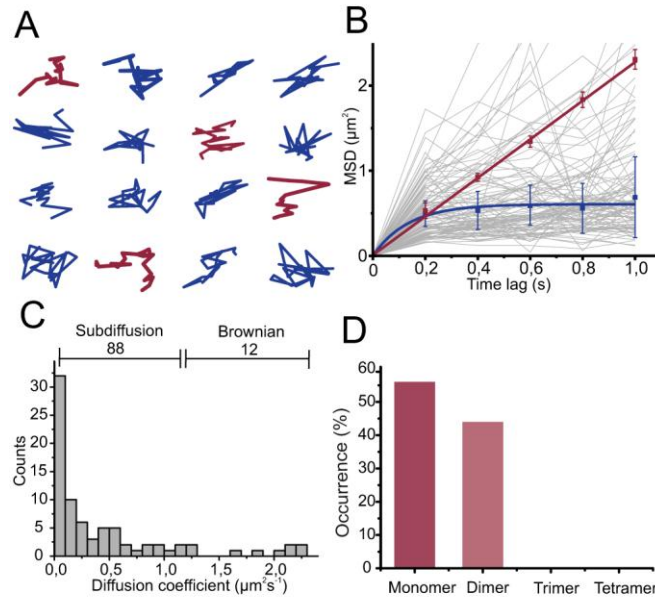 A
B
MSD (µm²)
2
1
0
0
0,2
0,4
0,6
0,8
1,0
Time lag (s)
C
Subdiffusion
88
Brownian
12
Counts
30
25
20
15
10
5
0
0,0
0,5
1,0
1,5
2,0
Diffusion coefficient (µm²s⁻¹)
D
Occurrence (%)
60
50
40
30
20
10
0
Monomer
Dimer
Trimer
Tetramer